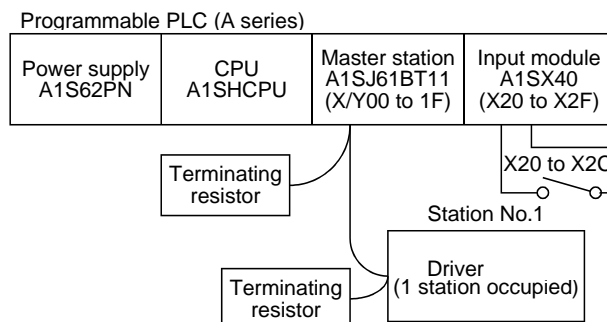 Programmable PLC (A series)
Power supply
A1S62PN
CPU
A1SHCPU
Master station
A1SJ61BT11
(X/Y00 to 1F)
Input module
A1SX40
(X20 to X2F)
Terminating
resistor
X20 to X2C
Station No.1
Driver
(1 station occupied)
Terminating
resistor